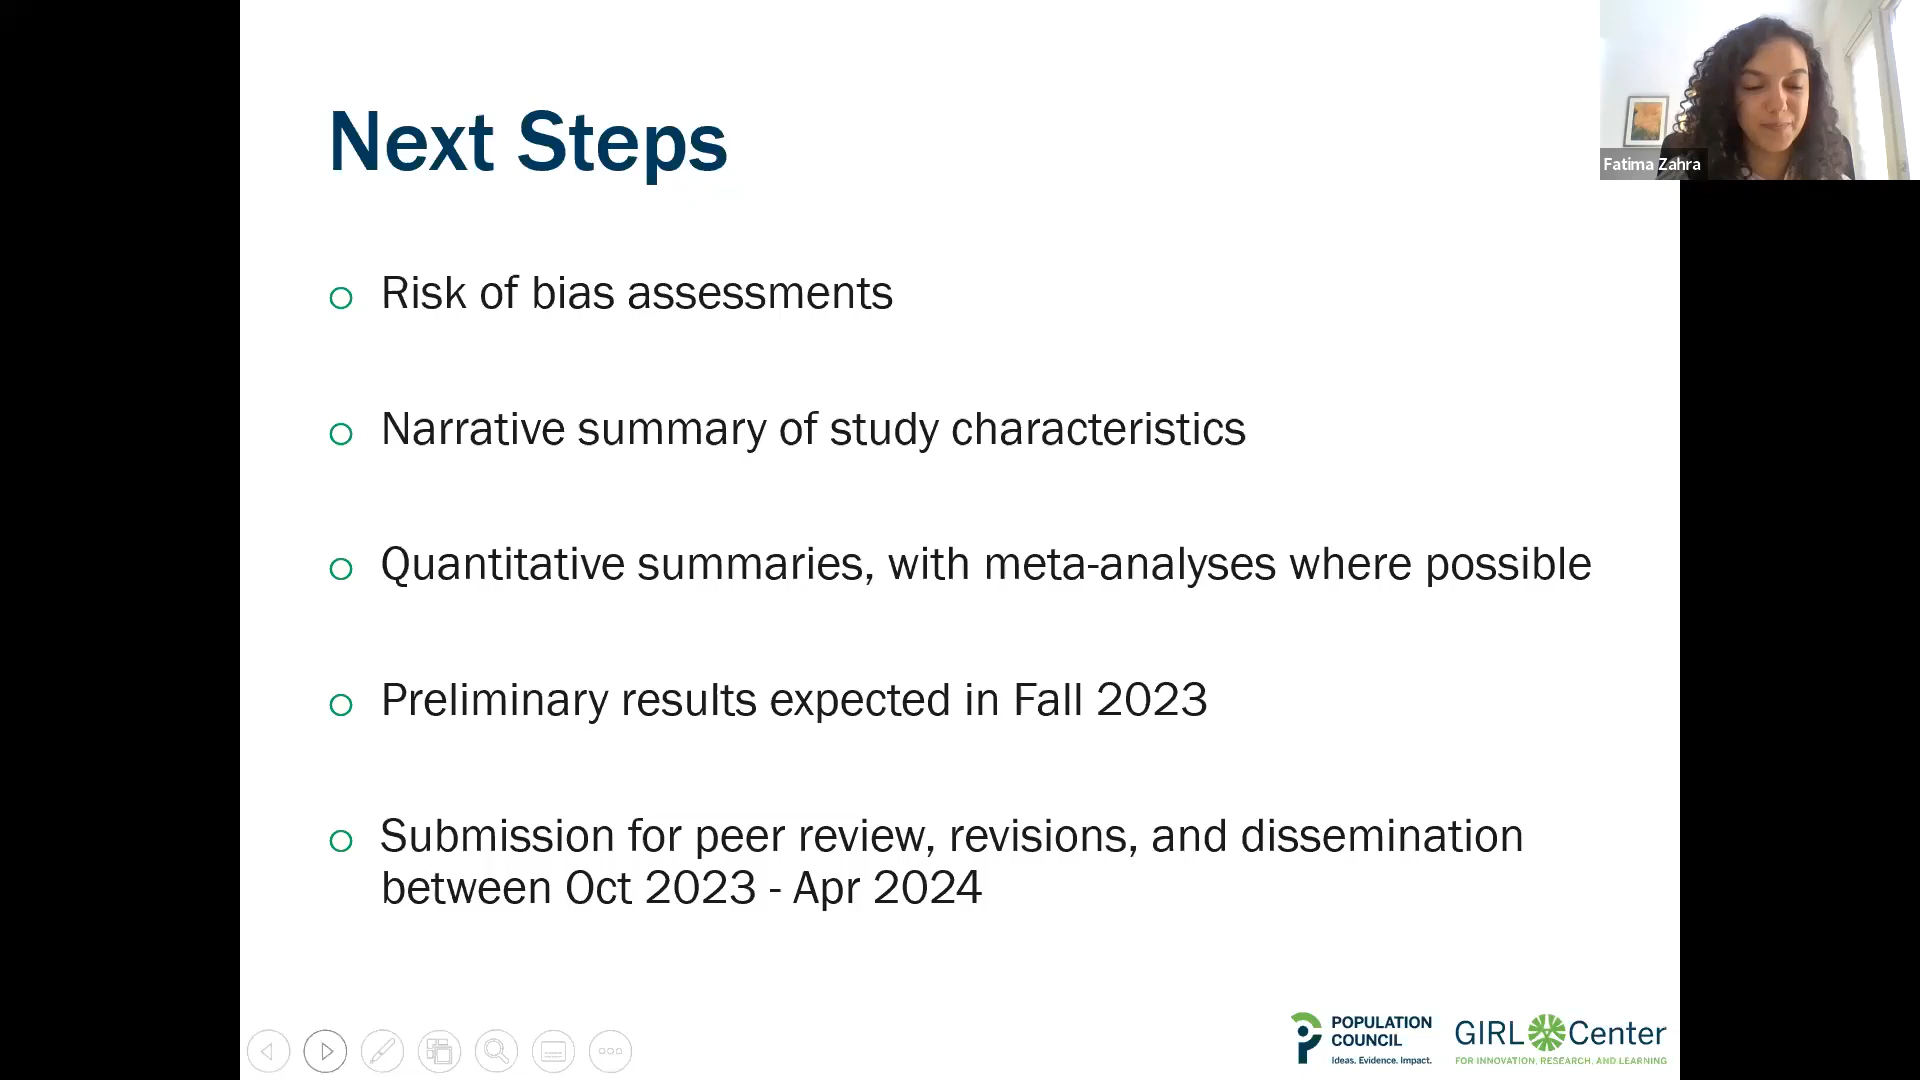 Next Steps
Fatima Zahra
Risk of bias assessments
Narrative summary of study characteristics
Quantitative summaries, with meta-analyses where possible
Preliminary results expected in Fall 2023
Submission for peer review, revisions, and dissemination
between Oct 2023 - Apr 2024
POPULATION
COUNCIL
Ideas. Evidence. Impact.
GIRL Center
FOR INNOVATION, RESEARCH, AND LEARNING